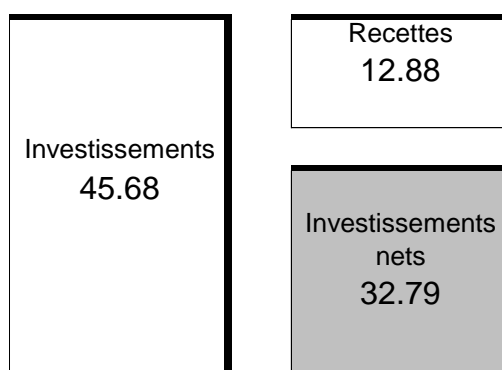 Investissements
45.68
Recettes
12.88
Investissements
nets
32.79